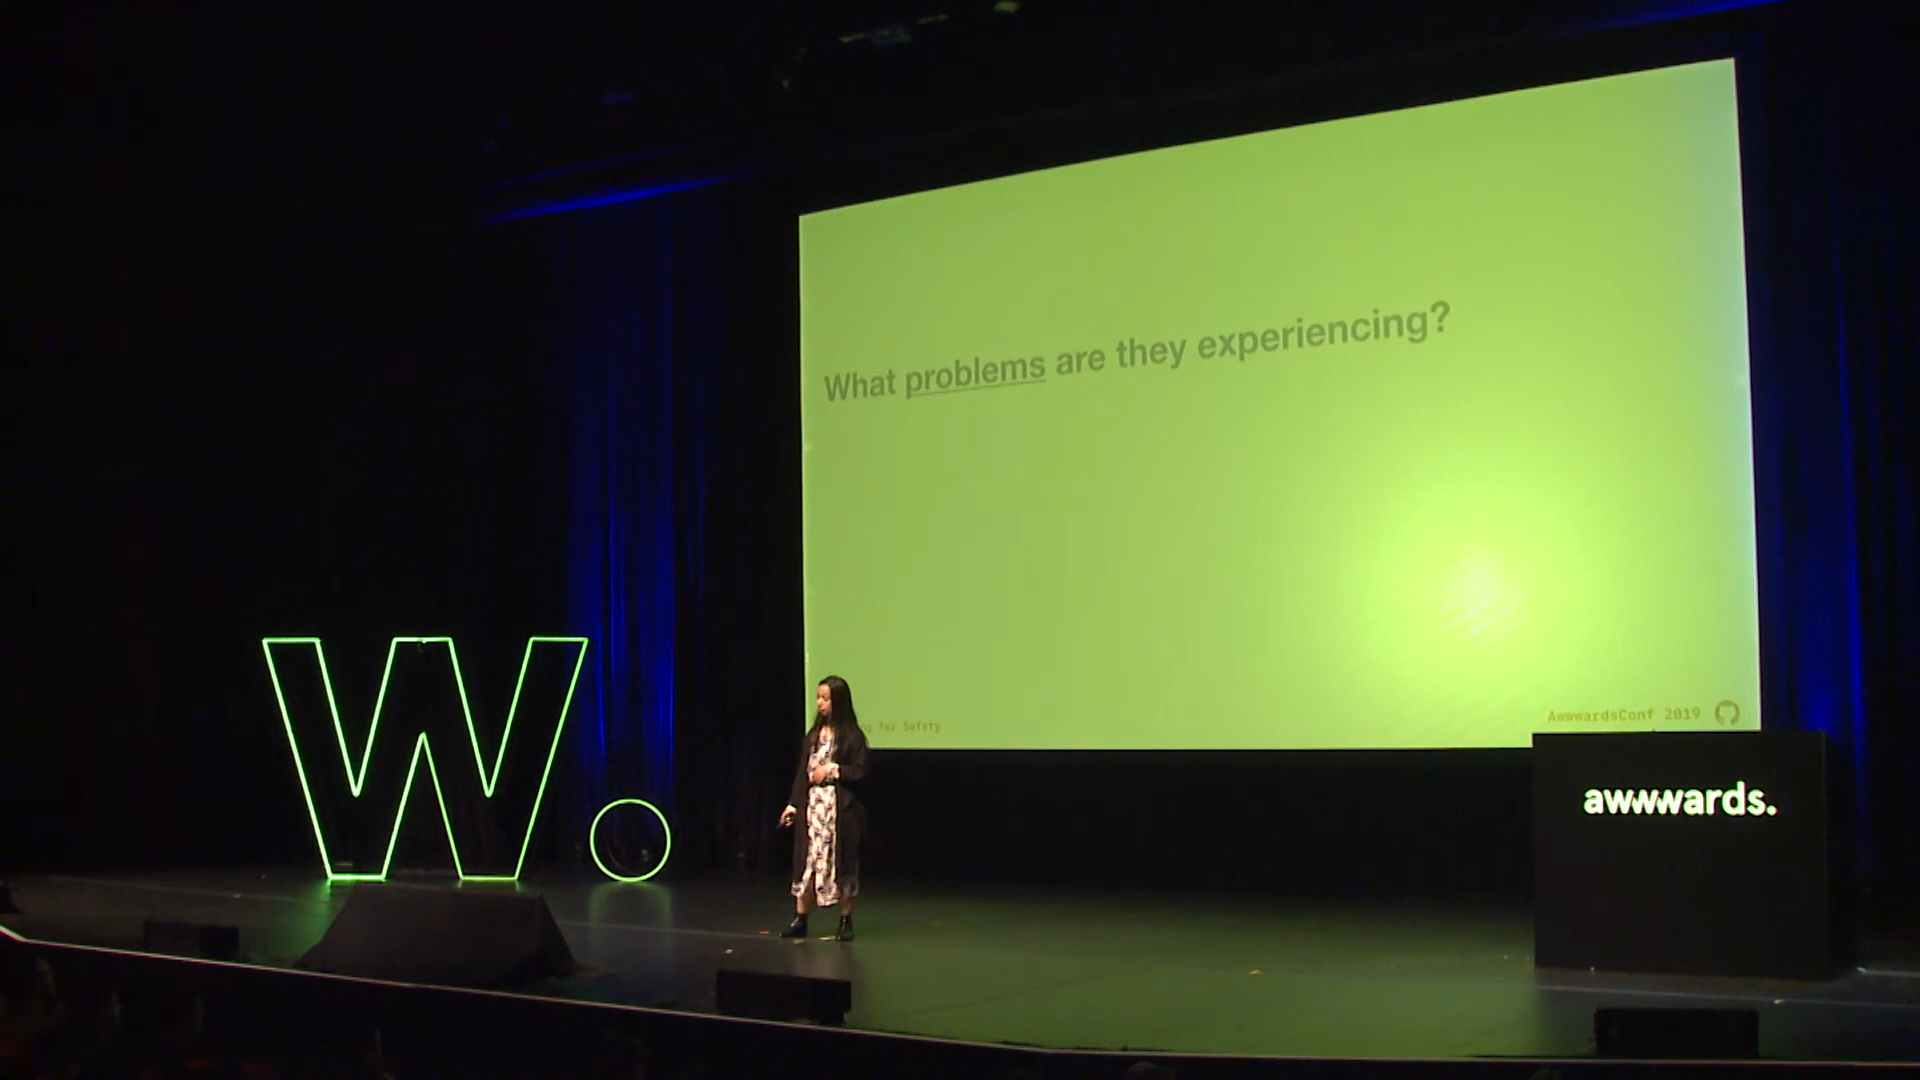 What problems are they experiencing?
for Safety
AwwwardsConf 2019
W.
awwwards.